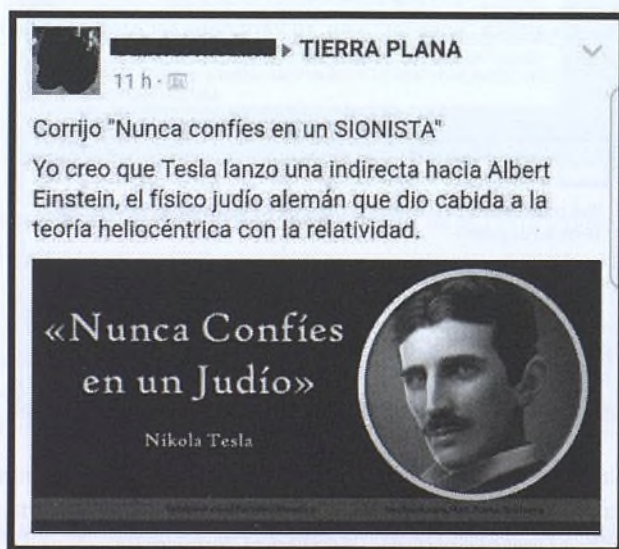 TIERRA PLANA
11 h ·
Corrijo "Nunca confíes en un SIONISTA"
Yo creo que Tesla lanzo una indirecta hacia Albert
Einstein, el físico judío alemán que dio cabida a la
teoría heliocéntrica con la relatividad.
«Nunca Confíes
en un Judío»
Nikola Tesla